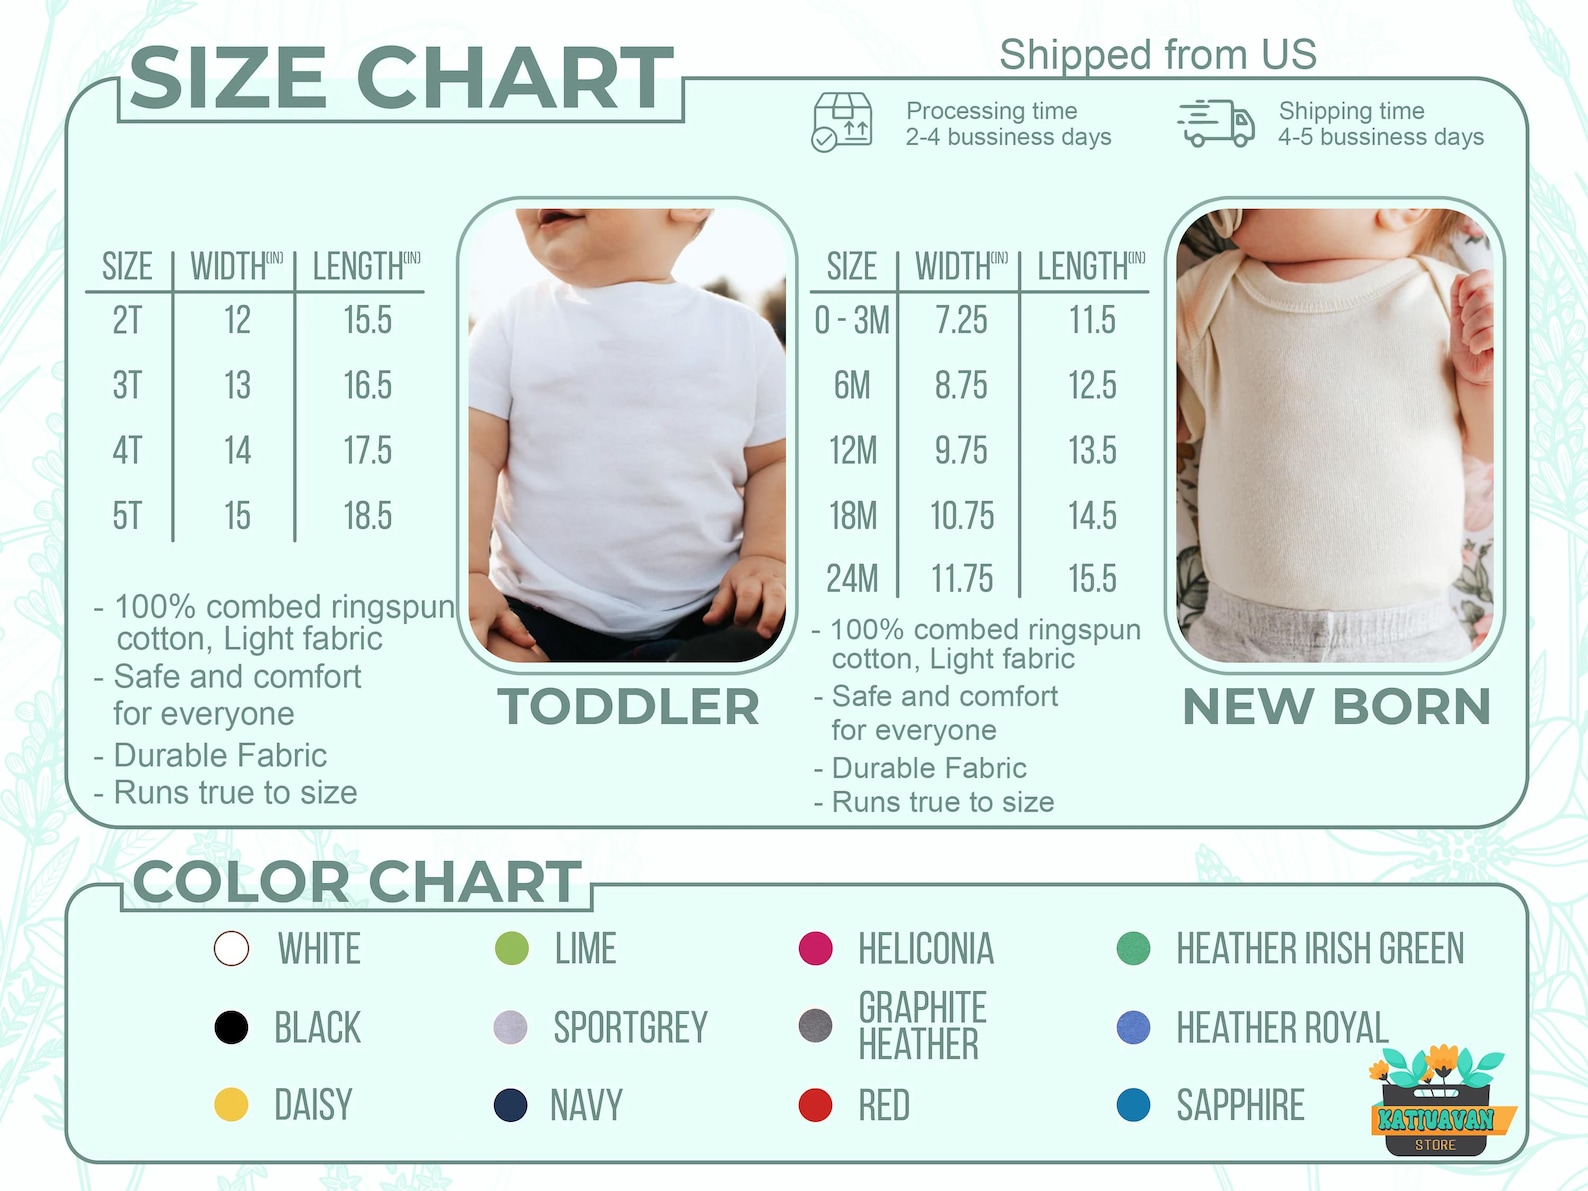 SIZE CHART
Shipped from US
Processing time
2-4 bussiness days
Shipping time
4-5 bussiness days
SIZE WIDTH(IN) LENGTH(IN)
2T 12 15.5
3T 13 16.5
4T 14 17.5
5T 15 18.5
- 100% combed ringspun
cotton, Light fabric
- Safe and comfort
for everyone
- Durable Fabric
- Runs true to size
TODDLER
SIZE WIDTH(IN) LENGTH(IN)
0 - 3M 7.25 11.5
6M 8.75 12.5
12M 9.75 13.5
18M 10.75 14.5
24M 11.75 15.5
- 100% combed ringspun
cotton, Light fabric
- Safe and comfort
for everyone
- Durable Fabric
- Runs true to size
NEW BORN
COLOR CHART
WHITE
BLACK
DAISY
LIME
SPORTGREY
NAVY
HELICONIA
GRAPHITE
HEATHER
RED
HEATHER IRISH GREEN
HEATHER ROYAL
SAPPHIRE
KATIUAVAN
STORE